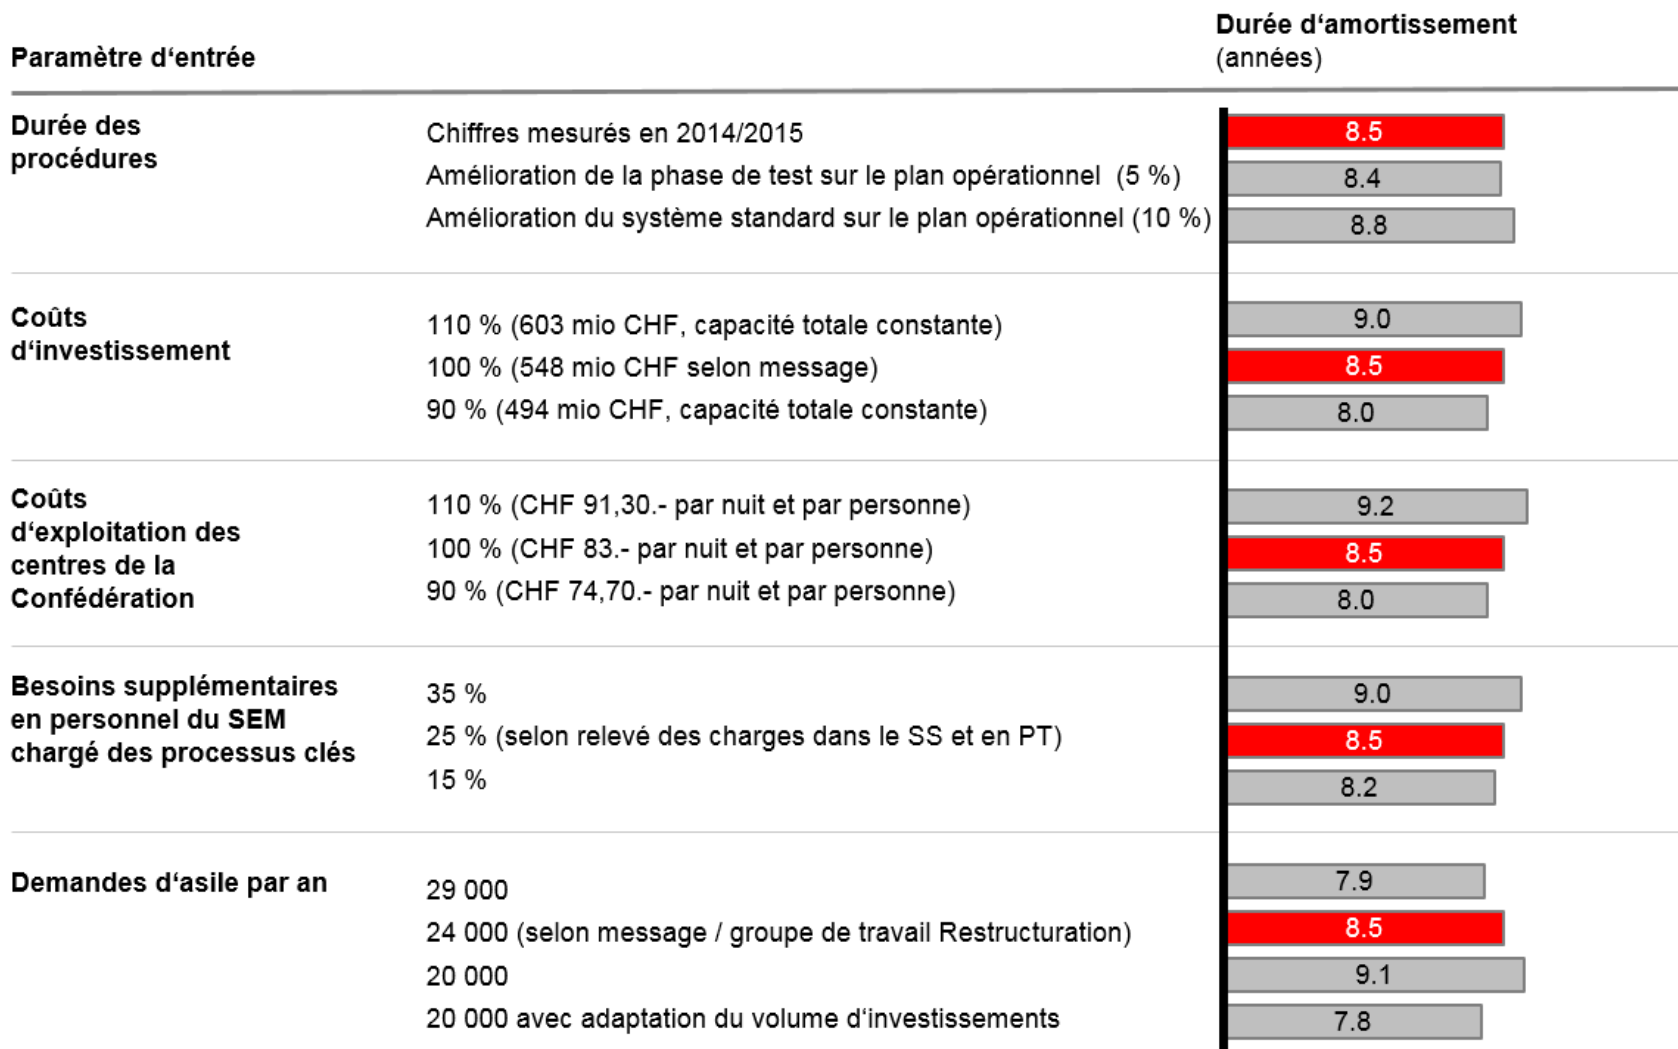 Paramètre d‘entrée
Durée d‘amortissement
(années)
Durée des
procédures
Chiffres mesurés en 2014/2015
8.5
Amélioration de la phase de test sur le plan opérationnel (5 %)
8.4
Amélioration du système standard sur le plan opérationnel (10 %)
8.8
Coûts
d‘investissement
110 % (603 mio CHF, capacité totale constante)
9.0
100 % (548 mio CHF selon message)
8.5
90 % (494 mio CHF, capacité totale constante)
8.0
Coûts
d‘exploitation des
centres de la
Confédération
110 % (CHF 91,30.- par nuit et par personne)
9.2
100 % (CHF 83.- par nuit et par personne)
8.5
90 % (CHF 74,70.- par nuit et par personne)
8.0
Besoins supplémentaires
en personnel du SEM
chargé des processus clés
35 %
9.0
25 % (selon relevé des charges dans le SS et en PT)
8.5
15 %
8.2
Demandes d‘asile par an
29 000
7.9
24 000 (selon message / groupe de travail Restructuration)
8.5
20 000
9.1
20 000 avec adaptation du volume d‘investissements
7.8